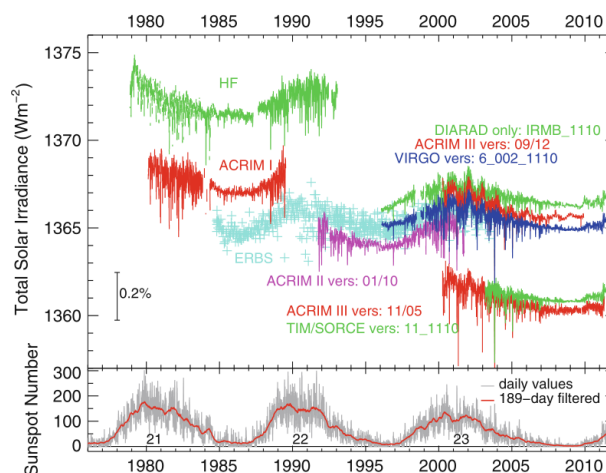 1980 1985 1990 1995 2000 2005 2010
Total Solar Irradiance (Wm⁻²)
1375
1370
1365
1360
HF
ACRIM I
ERBS
DIARAD only: IRMB_1110
ACRIM III vers: 09/12
VIRGO vers: 6_002_1110
ACRIM II vers: 01/10
0.2%
ACRIM III vers: 11/05
TIM/SORCE vers: 11_1110
Sunspot Number
300
200
100
0
daily values
189-day filtered
21 22 23
1980 1985 1990 1995 2000 2005 2010